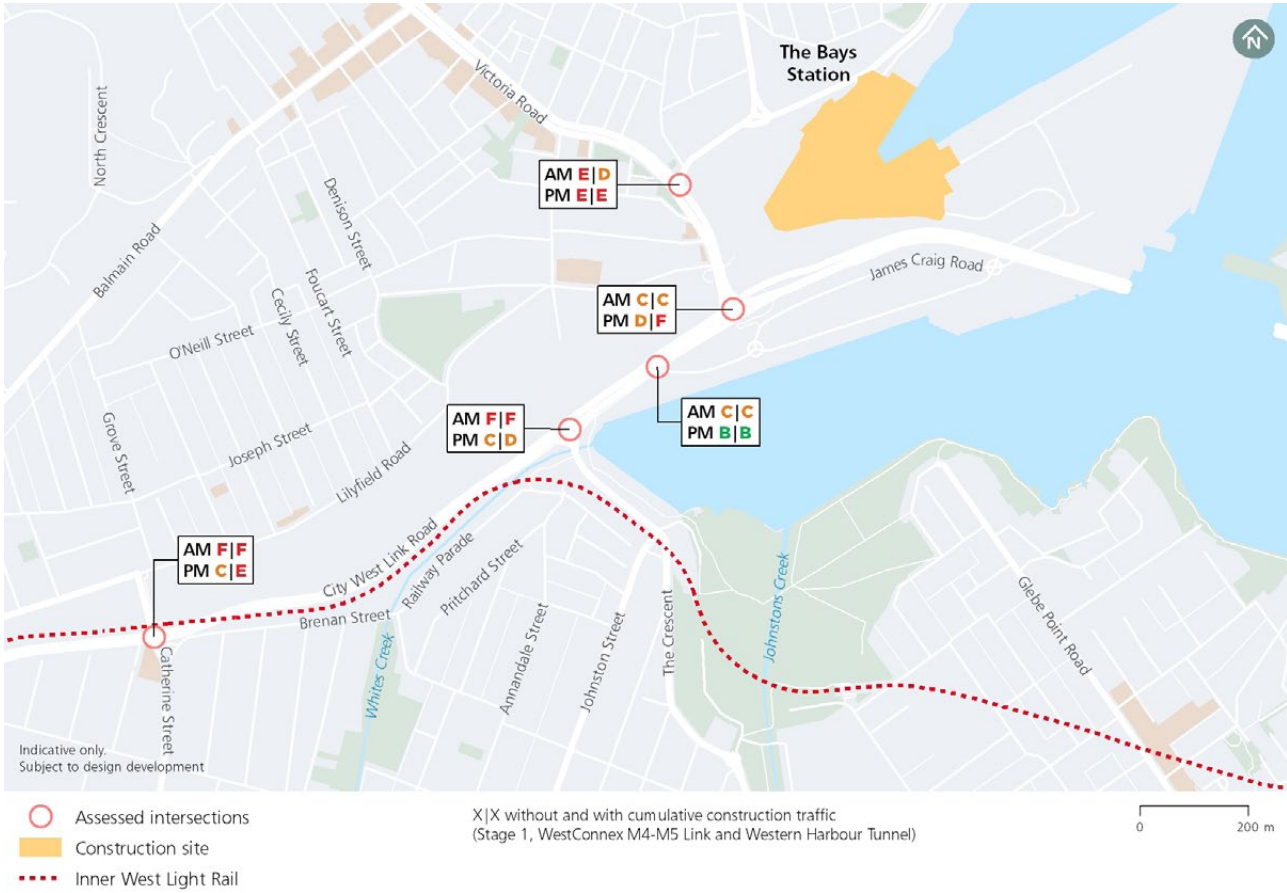 N
The Bays
Station
Victoria Road
North Crescent
AM E|D
PM E|E
Denison Street
Balmain Road
James Craig Road
Foucart Street
AM C|C
PM D|F
Cecily Street
O'Neill Street
AM C|C
PM B|B
AM F|F
PM C|D
Grove Street
Joseph Street
Lilyfield Road
AM F|F
PM C|E
City West Link Road
Railway Parade
Pritchard Street
Brenan Street
Johnstons Creek
Glebe Point Road
Catherine Street
Whites Creek
Annandale Street
Johnston Street
The Crescent
Indicative only.
Subject to design development
Assessed intersections
Construction site
Inner West Light Rail
X|X without and with cumulative construction traffic
(Stage 1, WestConnex M4-M5 Link and Western Harbour Tunnel)
0 200 m